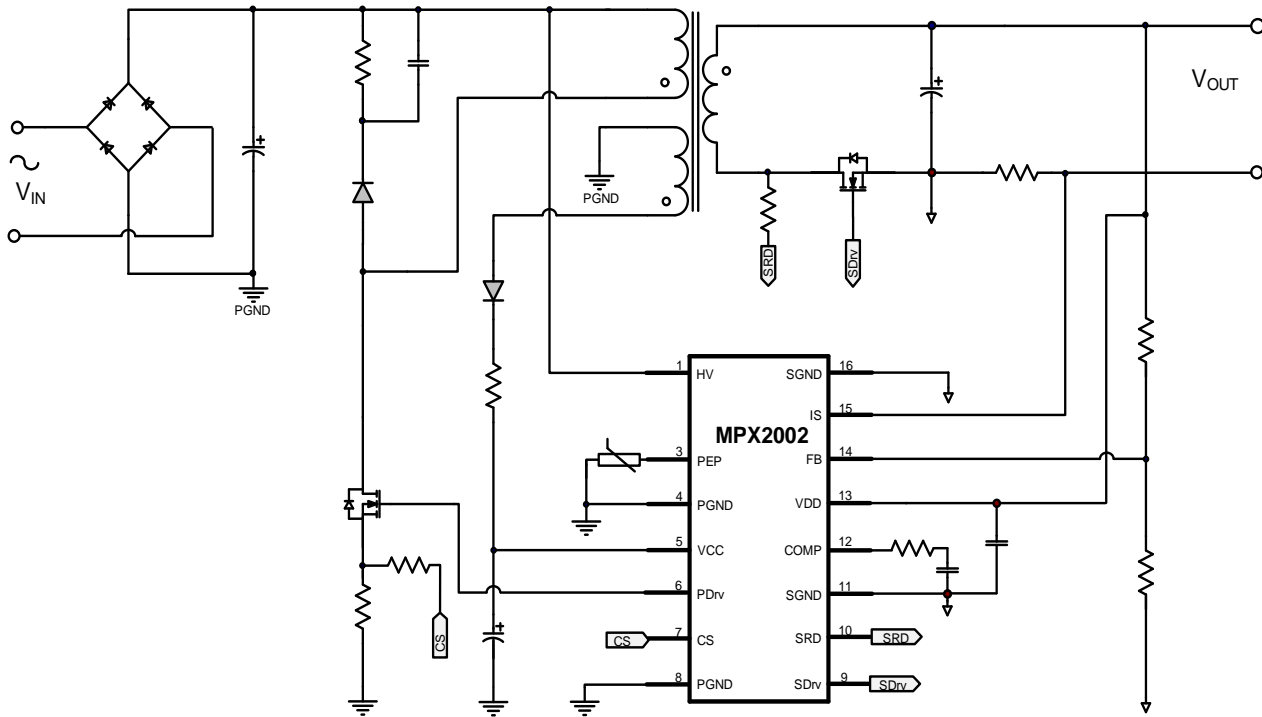 VIN
PGND
PGND
VOUT
SRD
SDrv
MPX2002
1 HV
3 PEP
4 PGND
5 VCC
6 PDrv
7 CS
8 PGND
16 SGND
15 IS
14 FB
13 VDD
12 COMP
11 SGND
10 SRD
9 SDrv
CS
CS
SRD
SDrv
+
+
+